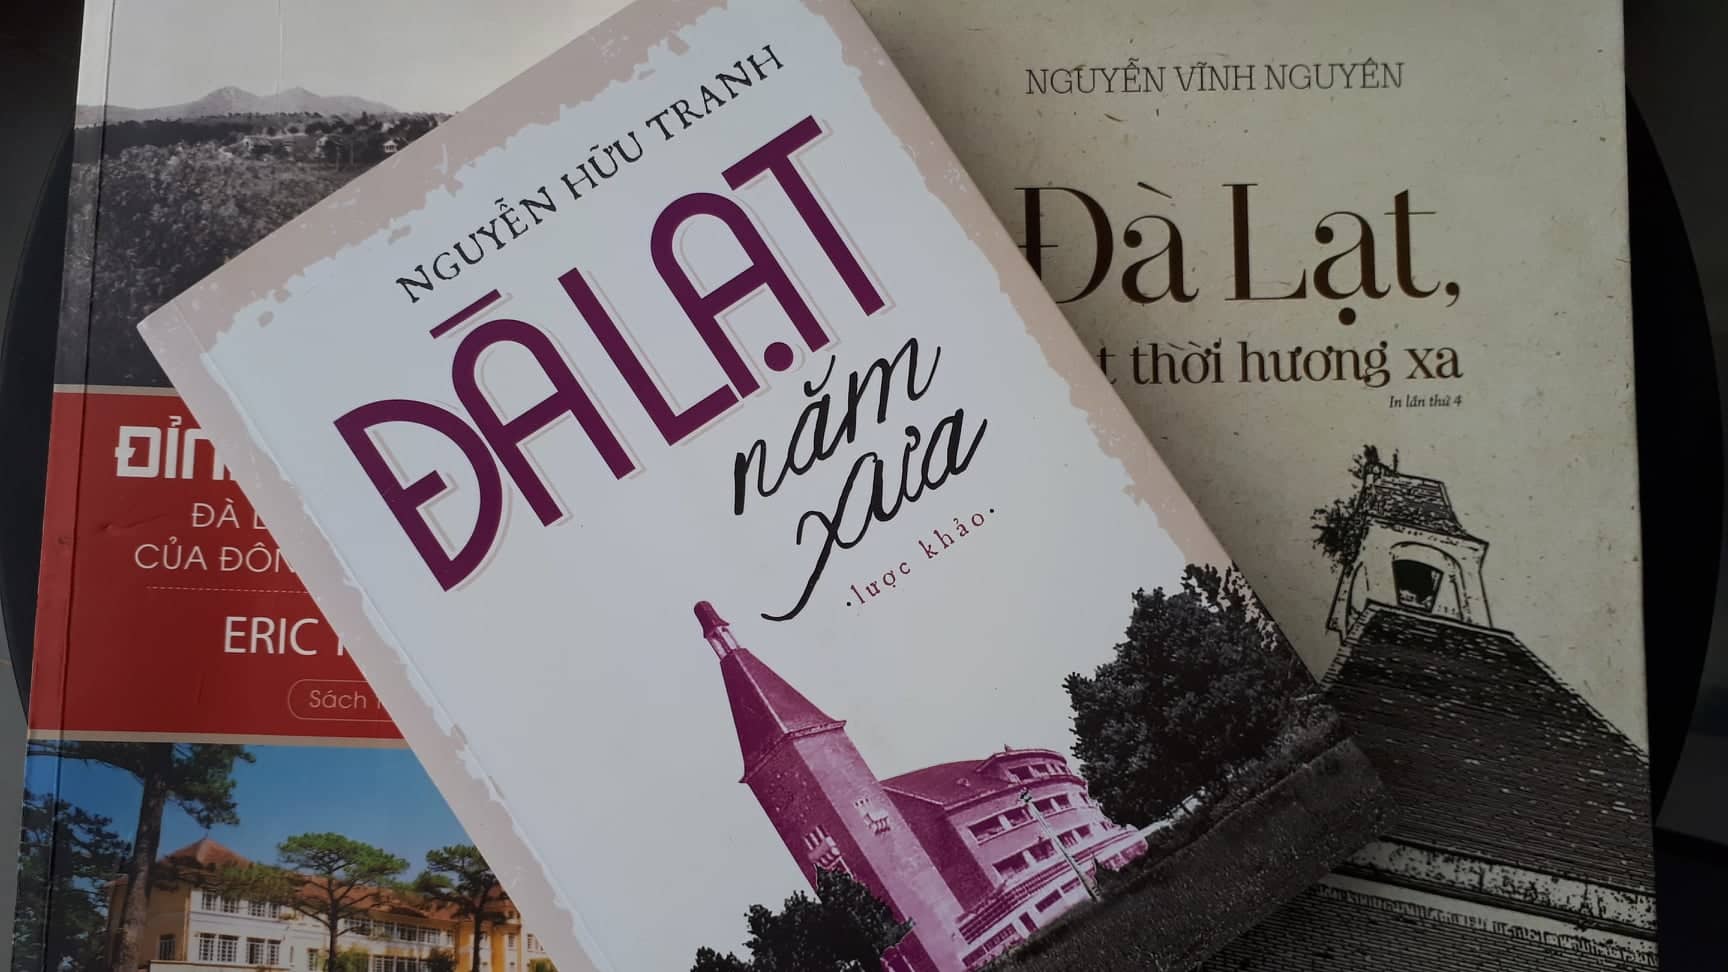 NGUYỄN HỮU TRANH
ĐÀ LẠT
năm
xưa
.lược khảo.
NGUYỄN VĨNH NGUYÊN
Đà Lạt,
thời hương xa
In lần thứ 4
ĐÀ
CỦA
ERIC
Sách